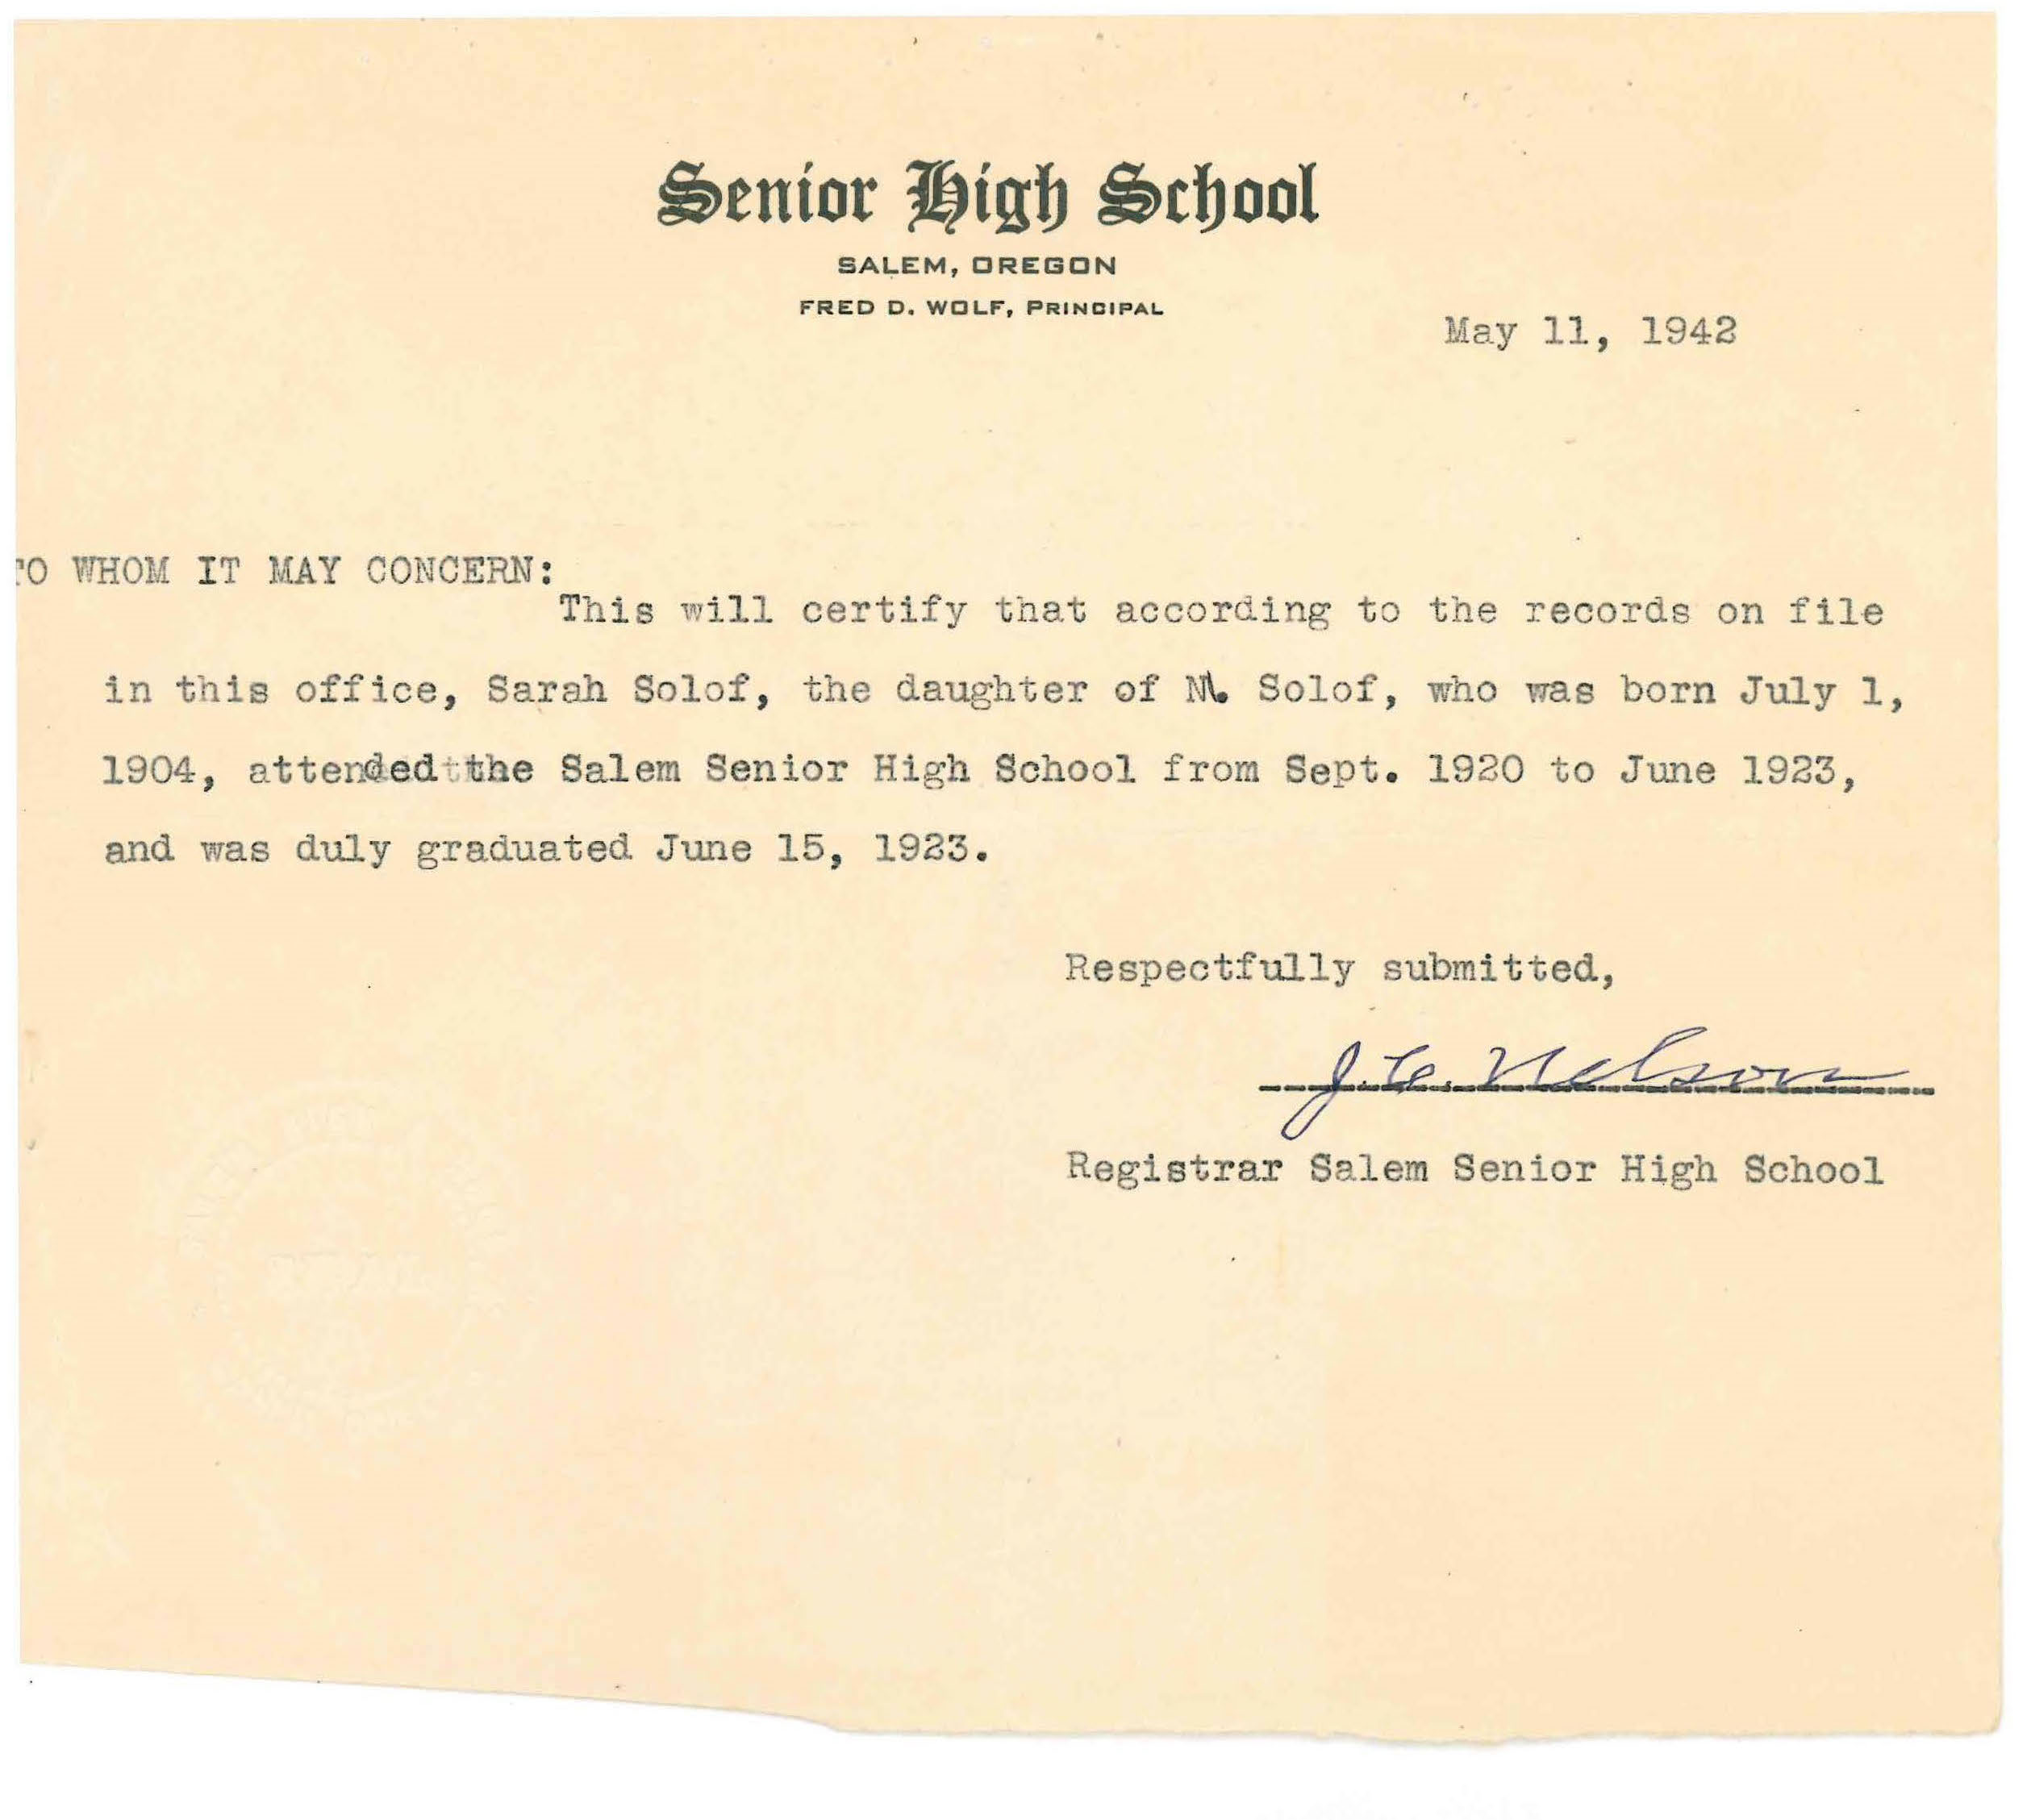 Senior High School
SALEM, OREGON
FRED D. WOLF, PRINCIPAL
May 11, 1942
TO WHOM IT MAY CONCERN:
This will certify that according to the records on file
in this office, Sarah Solof, the daughter of N. Solof, who was born July 1,
1904, attended the Salem Senior High School from Sept. 1920 to June 1923,
and was duly graduated June 15, 1923.
Respectfully submitted,
J. C. Nelson
Registrar Salem Senior High School